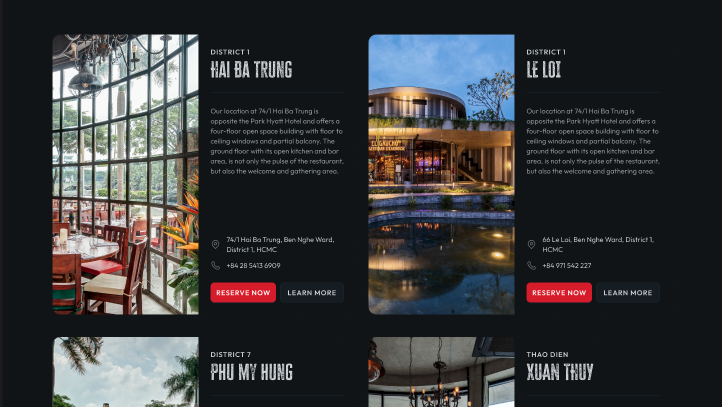 DISTRICT 1
HAI BA TRUNG
Our location at 74/1 Hai Ba Trung is
opposite the Park Hyatt Hotel and offers a
four-floor open space building with floor to
ceiling windows and partial balcony. The
ground floor with its open kitchen and bar
area, is not only the pulse of the restaurant,
but also the welcome and gathering area.
74/1 Hai Ba Trung, Ben Nghe Ward,
District 1, HCMC
+84 28 5413 6909
RESERVE NOW
LEARN MORE
DISTRICT 1
LE LOI
Our location at 74/1 Hai Ba Trung is
opposite the Park Hyatt Hotel and offers a
four-floor open space building with floor to
ceiling windows and partial balcony. The
ground floor with its open kitchen and bar
area, is not only the pulse of the restaurant,
but also the welcome and gathering area.
66 Le Loi, Ben Nghe Ward, District 1,
HCMC
+84 971 542 227
RESERVE NOW
LEARN MORE
EL GAUCHO
DISTRICT 7
PHU MY HUNG
THAO DIEN
XUAN THUY